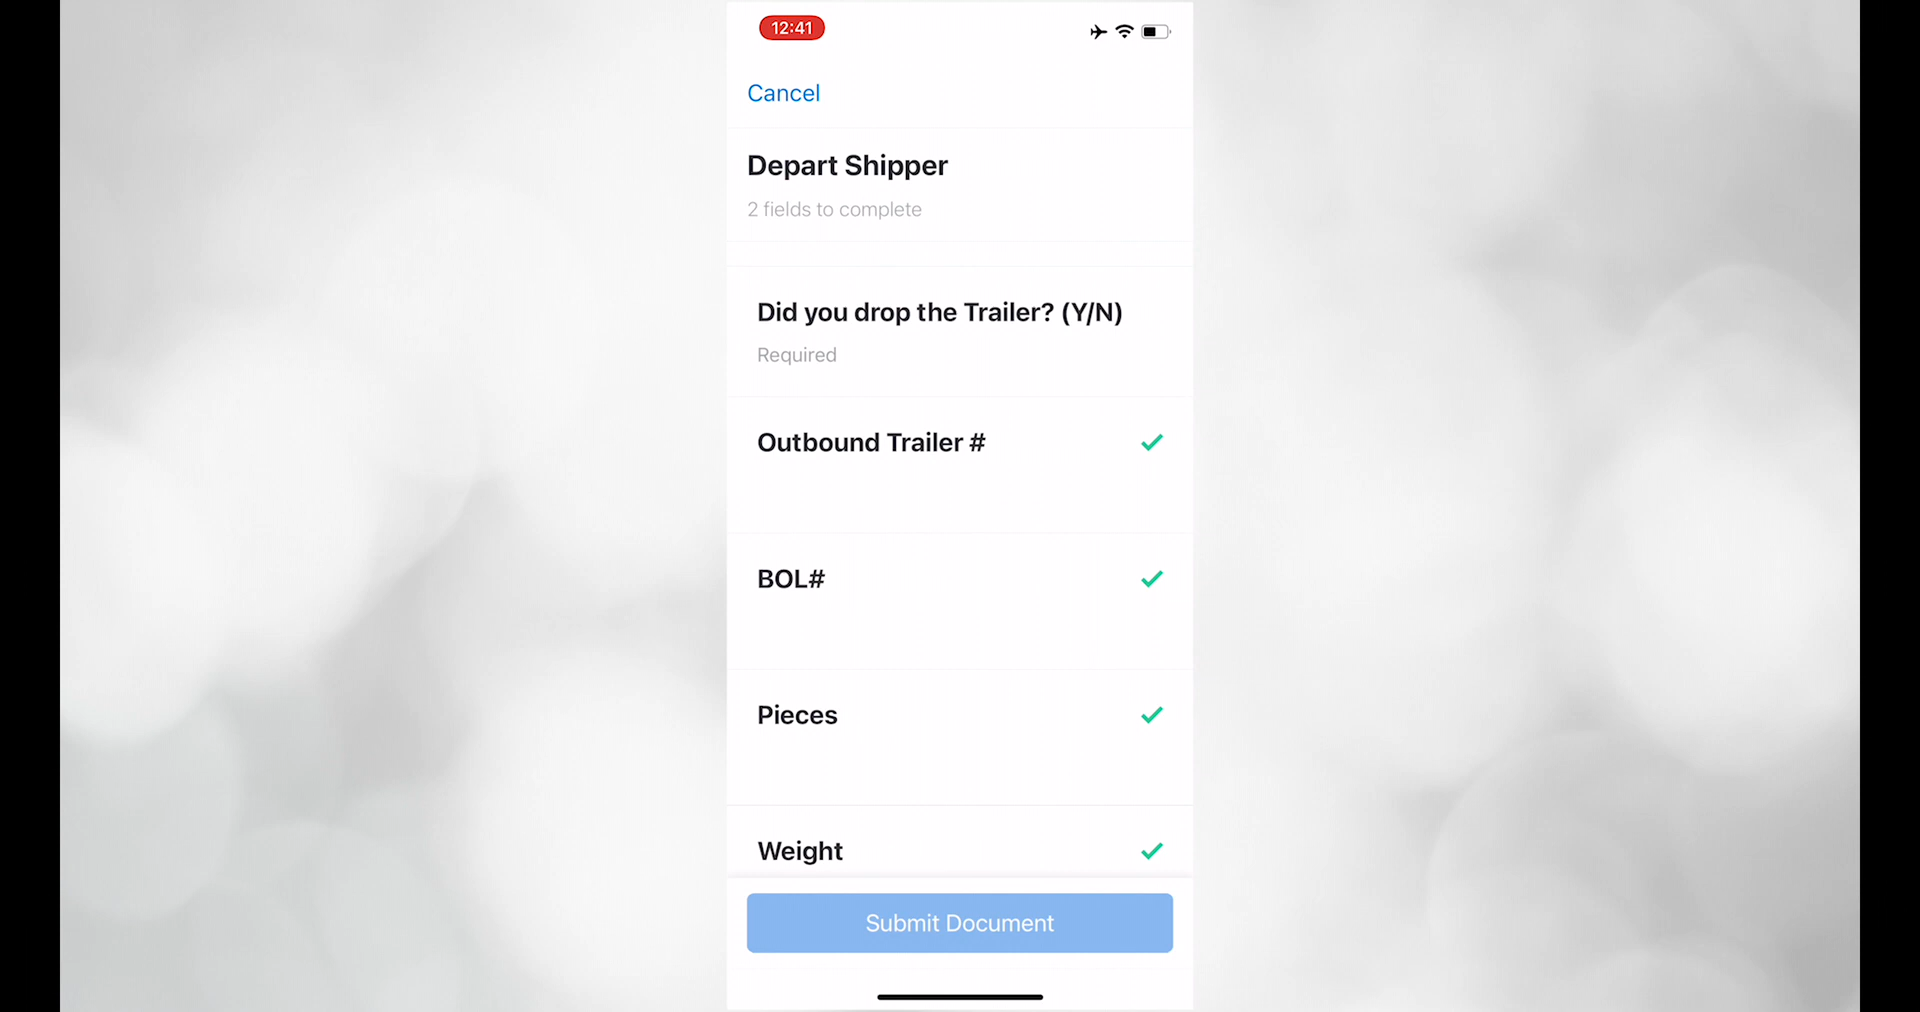 12:41
Cancel
Depart Shipper
2 fields to complete
Did you drop the Trailer? (Y/N)
Required
Outbound Trailer #
BOL#
Pieces
Weight
Submit Document